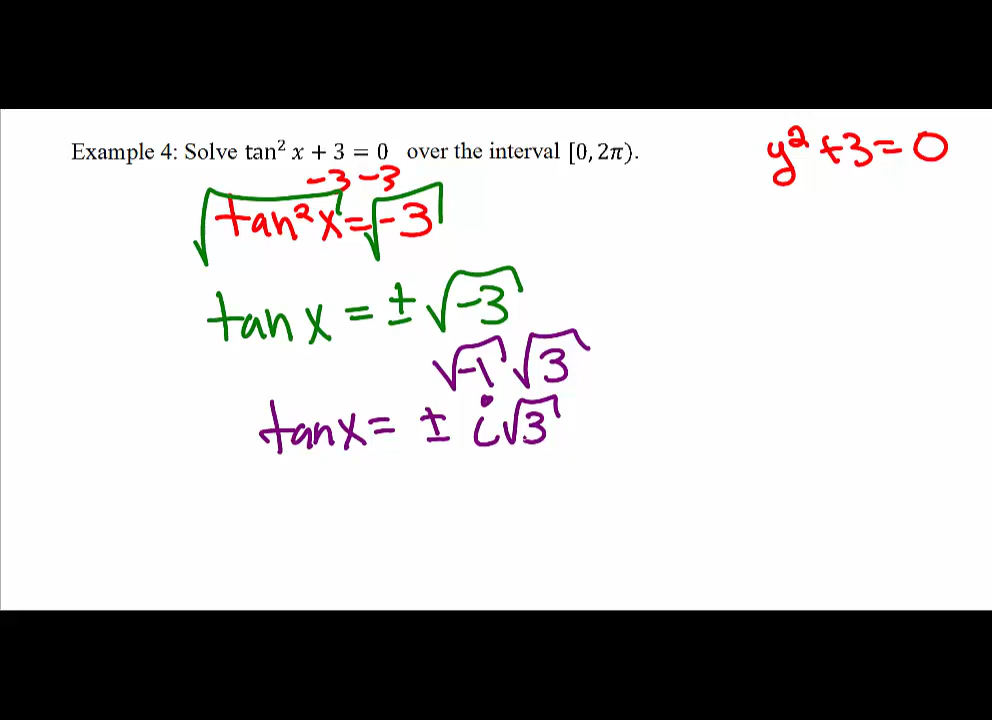 Example 4: Solve tan² x + 3 = 0 over the interval [0, 2π).
y² + 3 = 0
-3 -3
√tan²x = √-3
tan x = ± √-3
√-1 √3
tan x = ± i√3